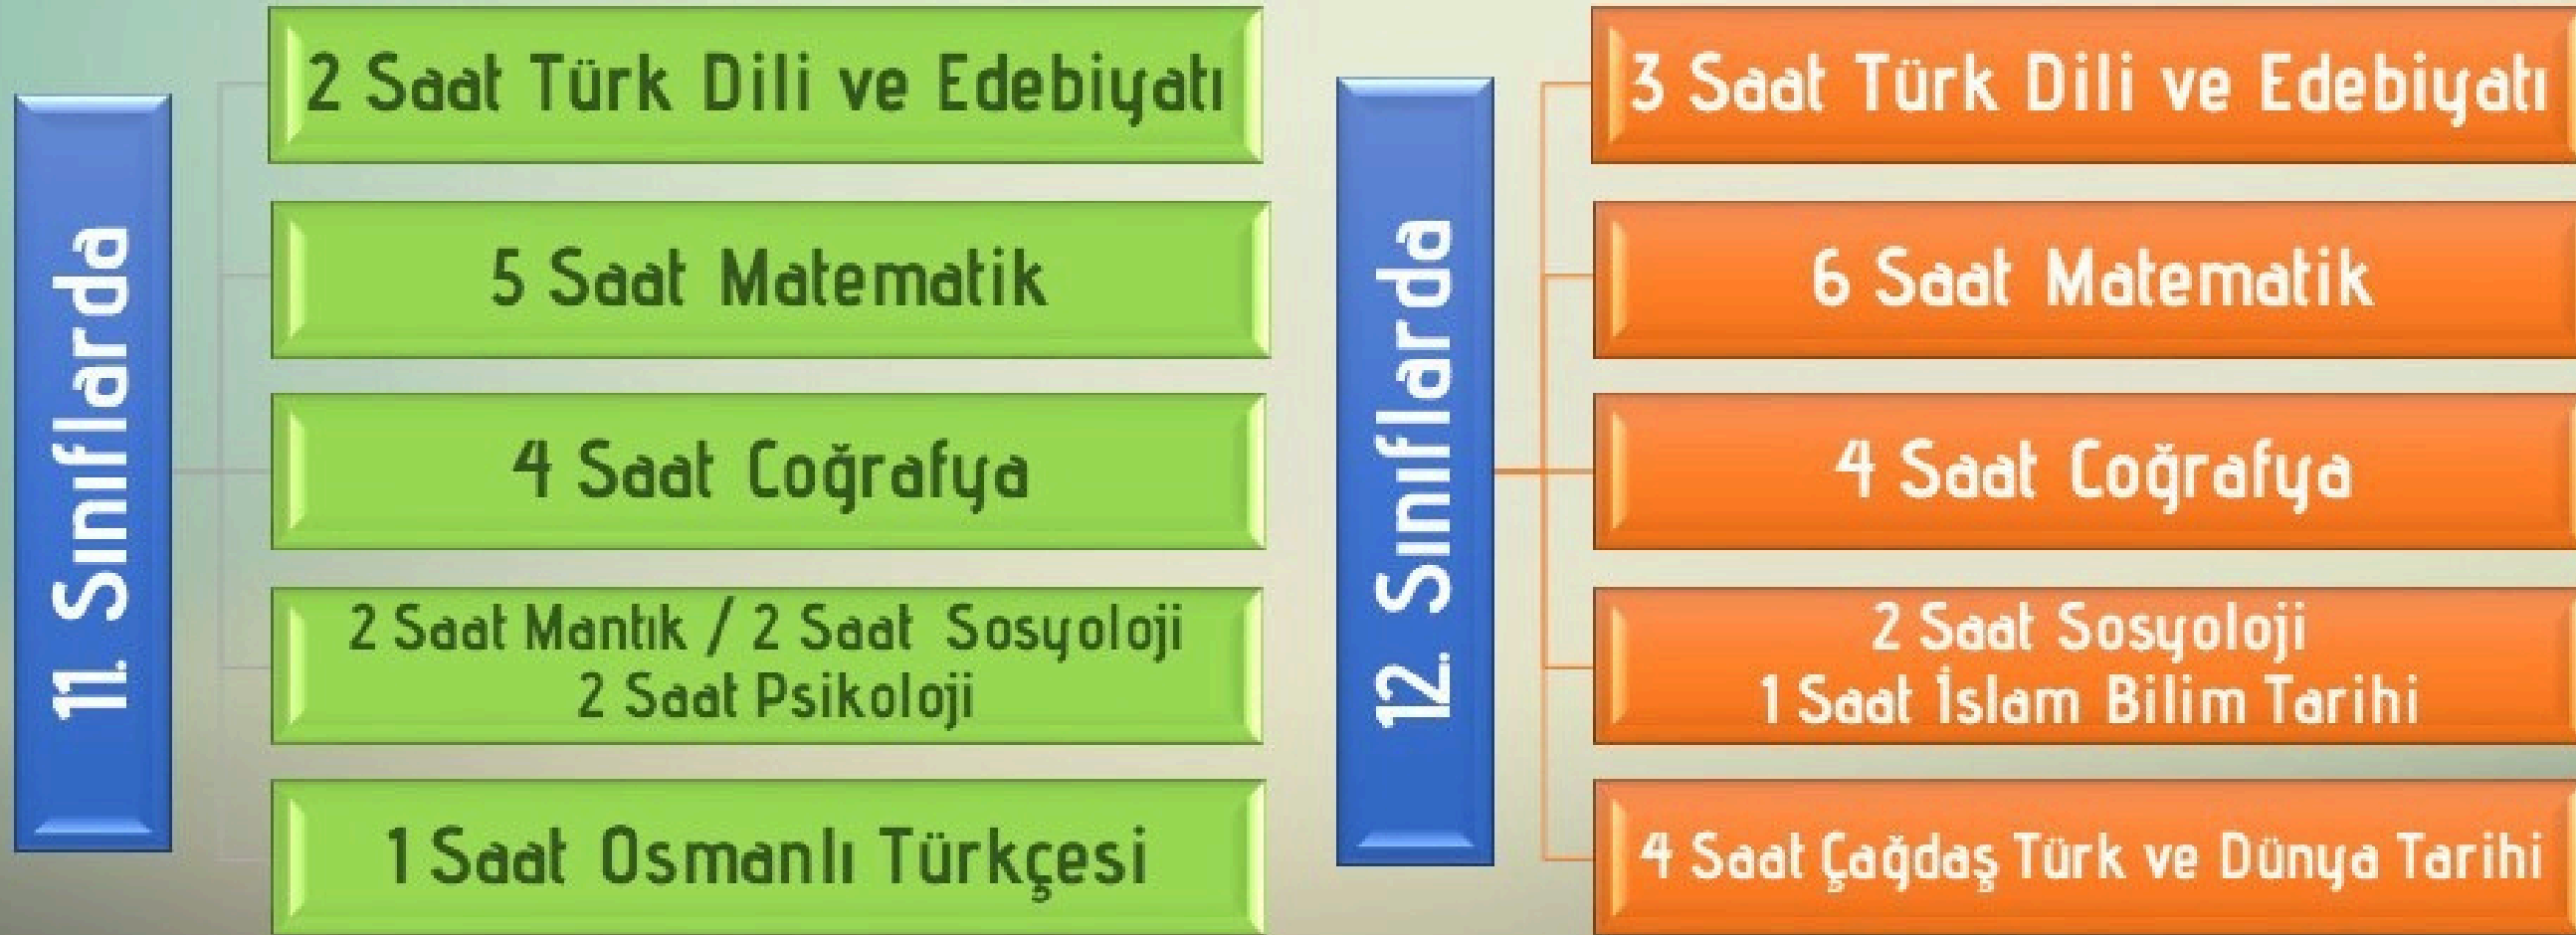 11. Sınıflarda
2 Saat Türk Dili ve Edebiyatı
5 Saat Matematik
4 Saat Coğrafya
2 Saat Mantık / 2 Saat Sosyoloji
2 Saat Psikoloji
1 Saat Osmanlı Türkçesi
12. Sınıflarda
3 Saat Türk Dili ve Edebiyatı
6 Saat Matematik
4 Saat Coğrafya
2 Saat Sosyoloji
1 Saat İslam Bilim Tarihi
4 Saat Çağdaş Türk ve Dünya Tarihi